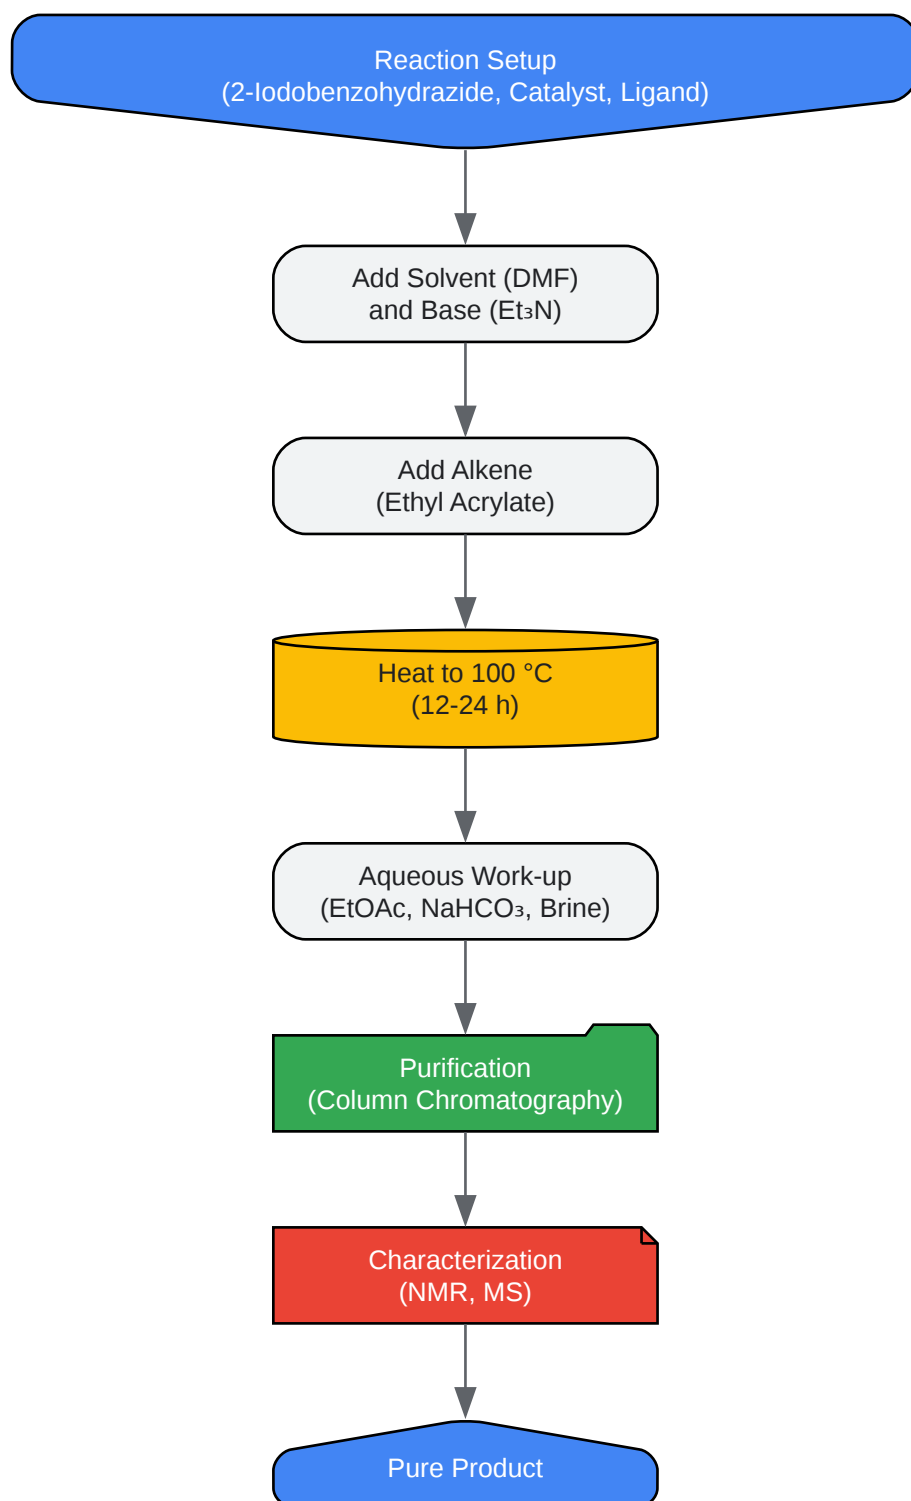 Reaction Setup
(2-Iodobenzohydrazide, Catalyst, Ligand)
Add Solvent (DMF)
and Base (Et₃N)
Add Alkene
(Ethyl Acrylate)
Heat to 100 °C
(12-24 h)
Aqueous Work-up
(EtOAc, NaHCO₃, Brine)
Purification
(Column Chromatography)
Characterization
(NMR, MS)
Pure Product